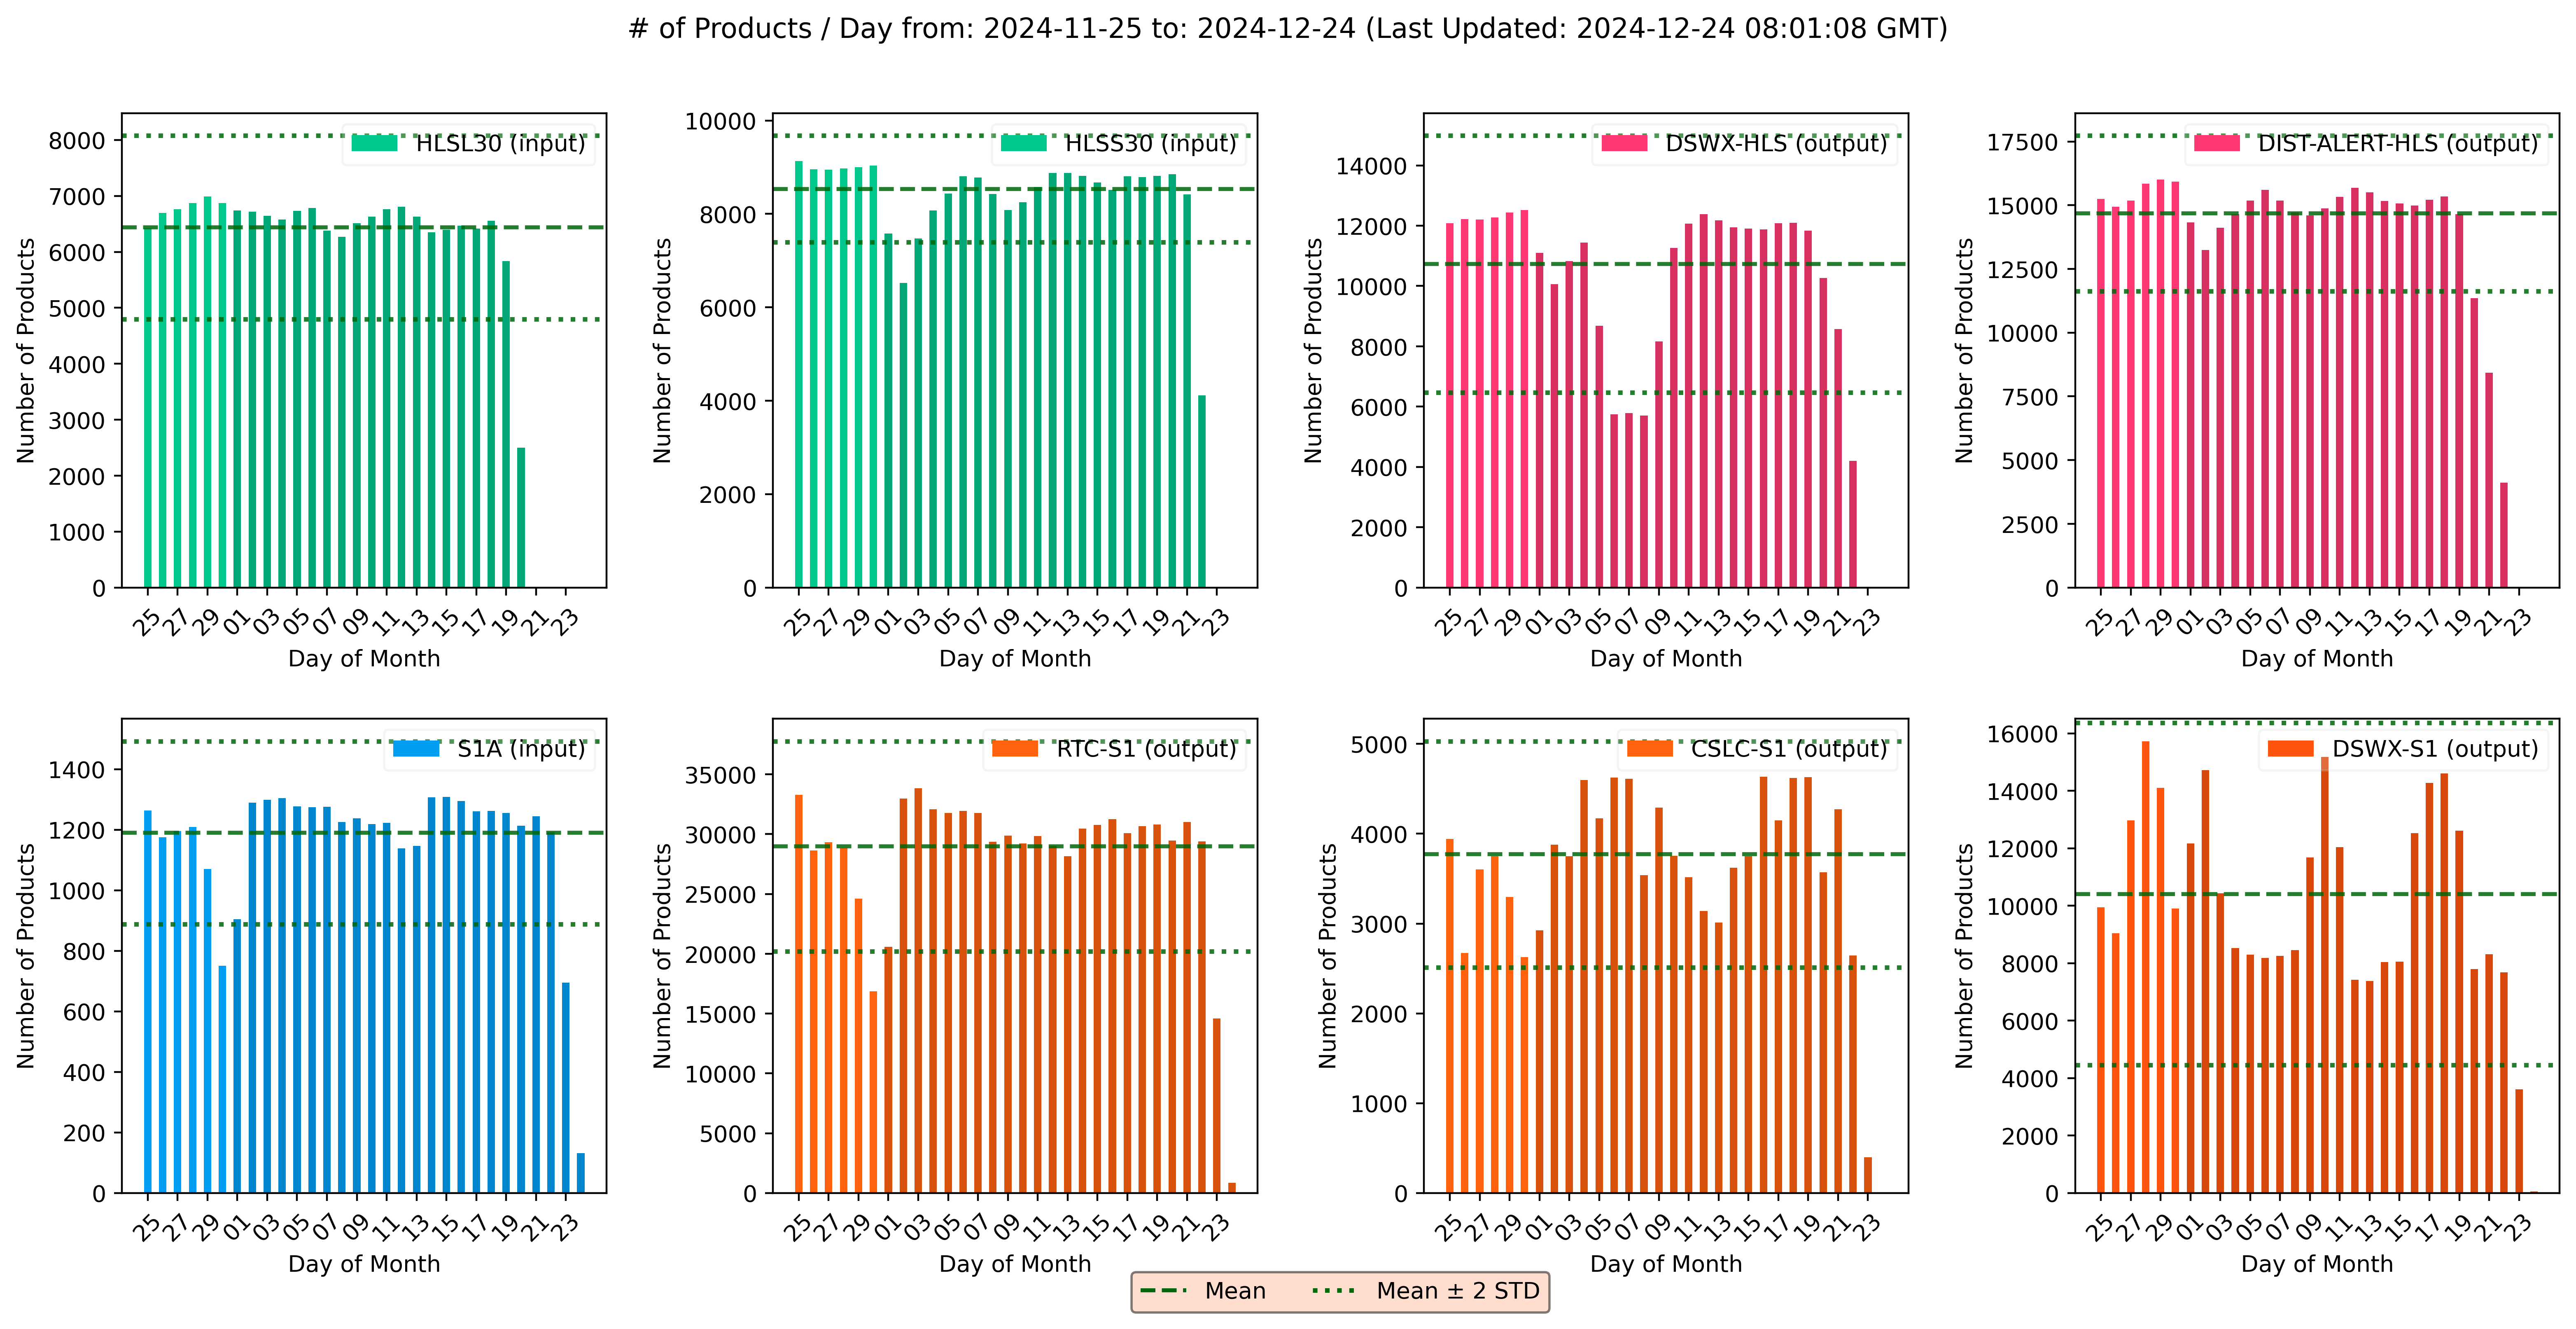 # of Products / Day from: 2024-11-25 to: 2024-12-24 (Last Updated: 2024-12-24 08:01:08 GMT)
HLSL30 (input)
Number of Products
8000
7000
6000
5000
4000
3000
2000
1000
0
25 27 29 01 03 05 07 09 11 13 15 17 19 21 23
Day of Month
HLSS30 (input)
Number of Products
10000
8000
6000
4000
2000
0
25 27 29 01 03 05 07 09 11 13 15 17 19 21 23
Day of Month
DSWX-HLS (output)
Number of Products
14000
12000
10000
8000
6000
4000
2000
0
25 27 29 01 03 05 07 09 11 13 15 17 19 21 23
Day of Month
DIST-ALERT-HLS (output)
Number of Products
17500
15000
12500
10000
7500
5000
2500
0
25 27 29 01 03 05 07 09 11 13 15 17 19 21 23
Day of Month
S1A (input)
Number of Products
1400
1200
1000
800
600
400
200
0
25 27 29 01 03 05 07 09 11 13 15 17 19 21 23
Day of Month
RTC-S1 (output)
Number of Products
35000
30000
25000
20000
15000
10000
5000
0
25 27 29 01 03 05 07 09 11 13 15 17 19 21 23
Day of Month
CSLC-S1 (output)
Number of Products
5000
4000
3000
2000
1000
0
25 27 29 01 03 05 07 09 11 13 15 17 19 21 23
Day of Month
DSWX-S1 (output)
Number of Products
16000
14000
12000
10000
8000
6000
4000
2000
0
25 27 29 01 03 05 07 09 11 13 15 17 19 21 23
Day of Month
Mean
Mean ± 2 STD